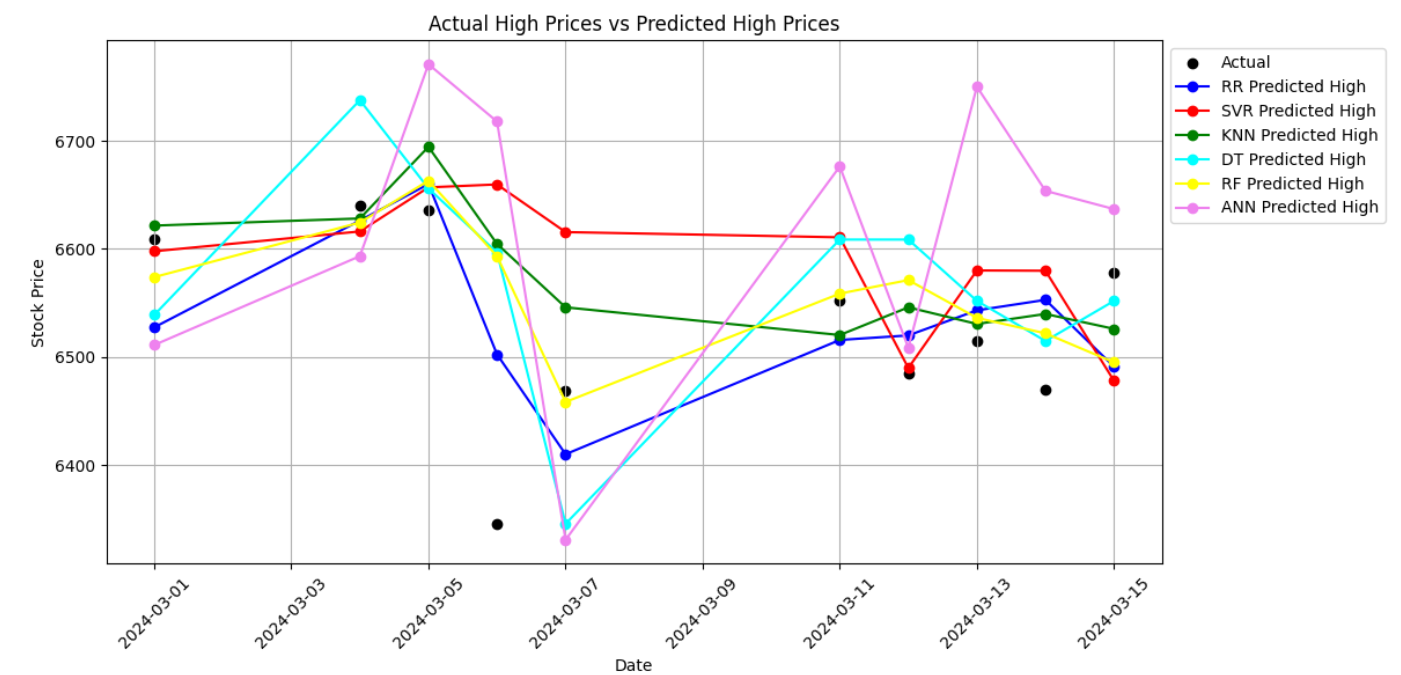 Actual High Prices vs Predicted High Prices
Actual
RR Predicted High
SVR Predicted High
KNN Predicted High
DT Predicted High
RF Predicted High
ANN Predicted High
Stock Price
6700
6600
6500
6400
2024-03-01
2024-03-03
2024-03-05
2024-03-07
2024-03-09
2024-03-11
2024-03-13
2024-03-15
Date